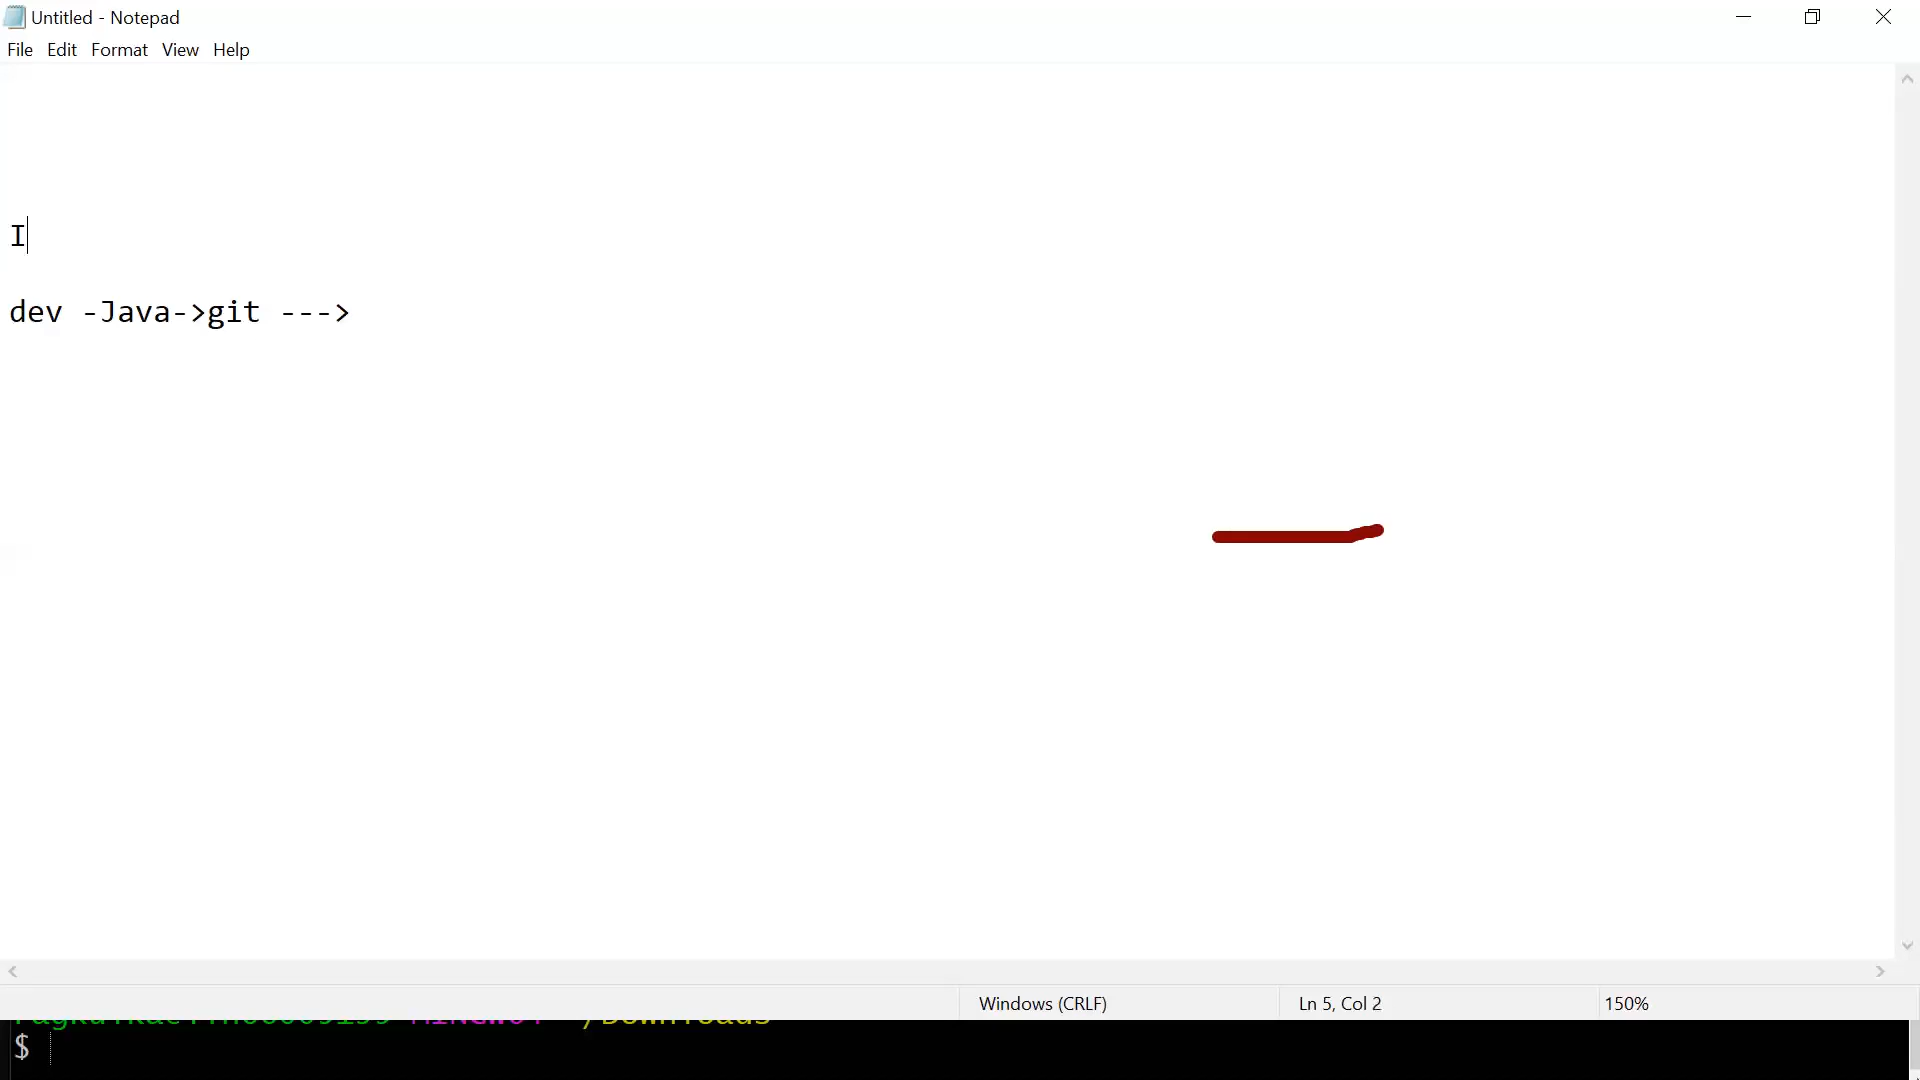 Untitled - Notepad
File Edit Format View Help
I
dev -Java->git --->
Windows (CRLF) Ln 5, Col 2 150%
$